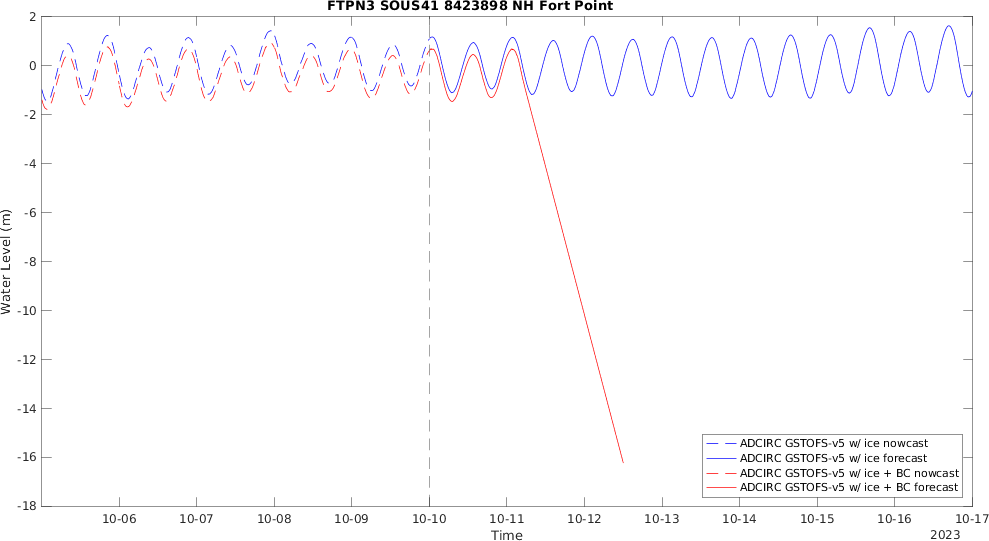 FTPN3 SOUS41 8423898 NH Fort Point
Water Level (m)
2
0
-2
-4
-6
-8
-10
-12
-14
-16
-18
ADCIRC GSTOFS-v5 w/ ice nowcast
ADCIRC GSTOFS-v5 w/ ice forecast
ADCIRC GSTOFS-v5 w/ ice + BC nowcast
ADCIRC GSTOFS-v5 w/ ice + BC forecast
10-06 10-07 10-08 10-09 10-10 10-11 10-12 10-13 10-14 10-15 10-16 10-17
Time
2023